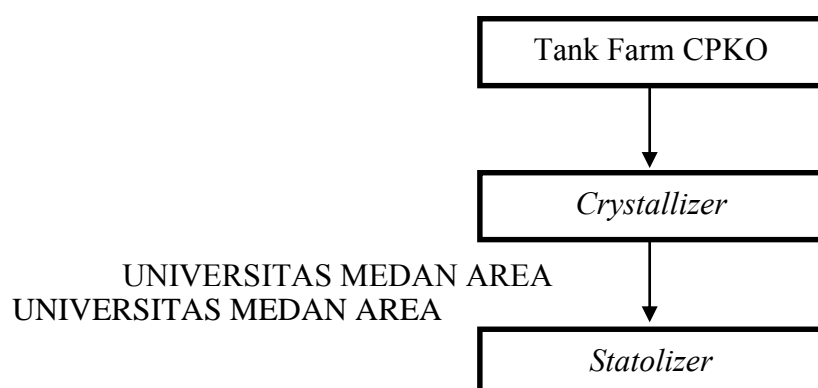 Tank Farm CPKO
Crystallizer
UNIVERSITAS MEDAN AREA
UNIVERSITAS MEDAN AREA
Statolizer